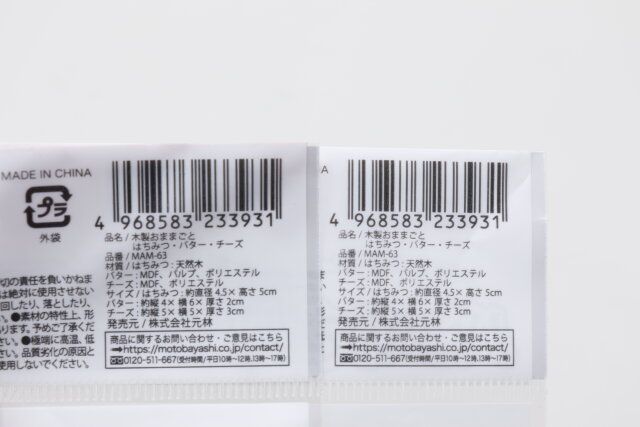 MADE IN CHINA
プラ
外袋
4 968583 233931
品名/木製おままごと
はちみつ・バター・チーズ
品番/MAM-63
材質/はちみつ:天然木
バター:MDF、パルプ、ポリエステル
チーズ:MDF、ポリエステル
サイズ/はちみつ:約直径4.5×高さ5cm
バター:約縦4×横6×厚さ2cm
チーズ:約縦5×横5×厚さ3cm
発売元/株式会社元林
商品に関するお問い合わせ・ご意見はこちら
➡https://motobayashi.co.jp/contact/
0120-511-667(受付時間/平日10時〜12時,13時〜17時)
切)の責任を負いかねま
は絶対に使用させない
回したり、落としたり、
い。●素材の特性上、形
ります。予めご了承くださ
い。●極端に高温、低
い。品質劣化の原因と
使用しないでください。
A
4 968583 233931
品名/木製おままごと
はちみつ・バター・チーズ
品番/MAM-63
材質/はちみつ:天然木
バター:MDF、パルプ、ポリエステル
チーズ:MDF、ポリエステル
サイズ/はちみつ:約直径4.5×高さ5cm
バター:約縦4×横6×厚さ2cm
チーズ:約縦5×横5×厚さ3cm
発売元/株式会社元林
商品に関するお問い合わせ・ご意見はこちら
➡https://motobayashi.co.jp/contact/
0120-511-667(受付時間/平日10時〜12時,13時〜17時)